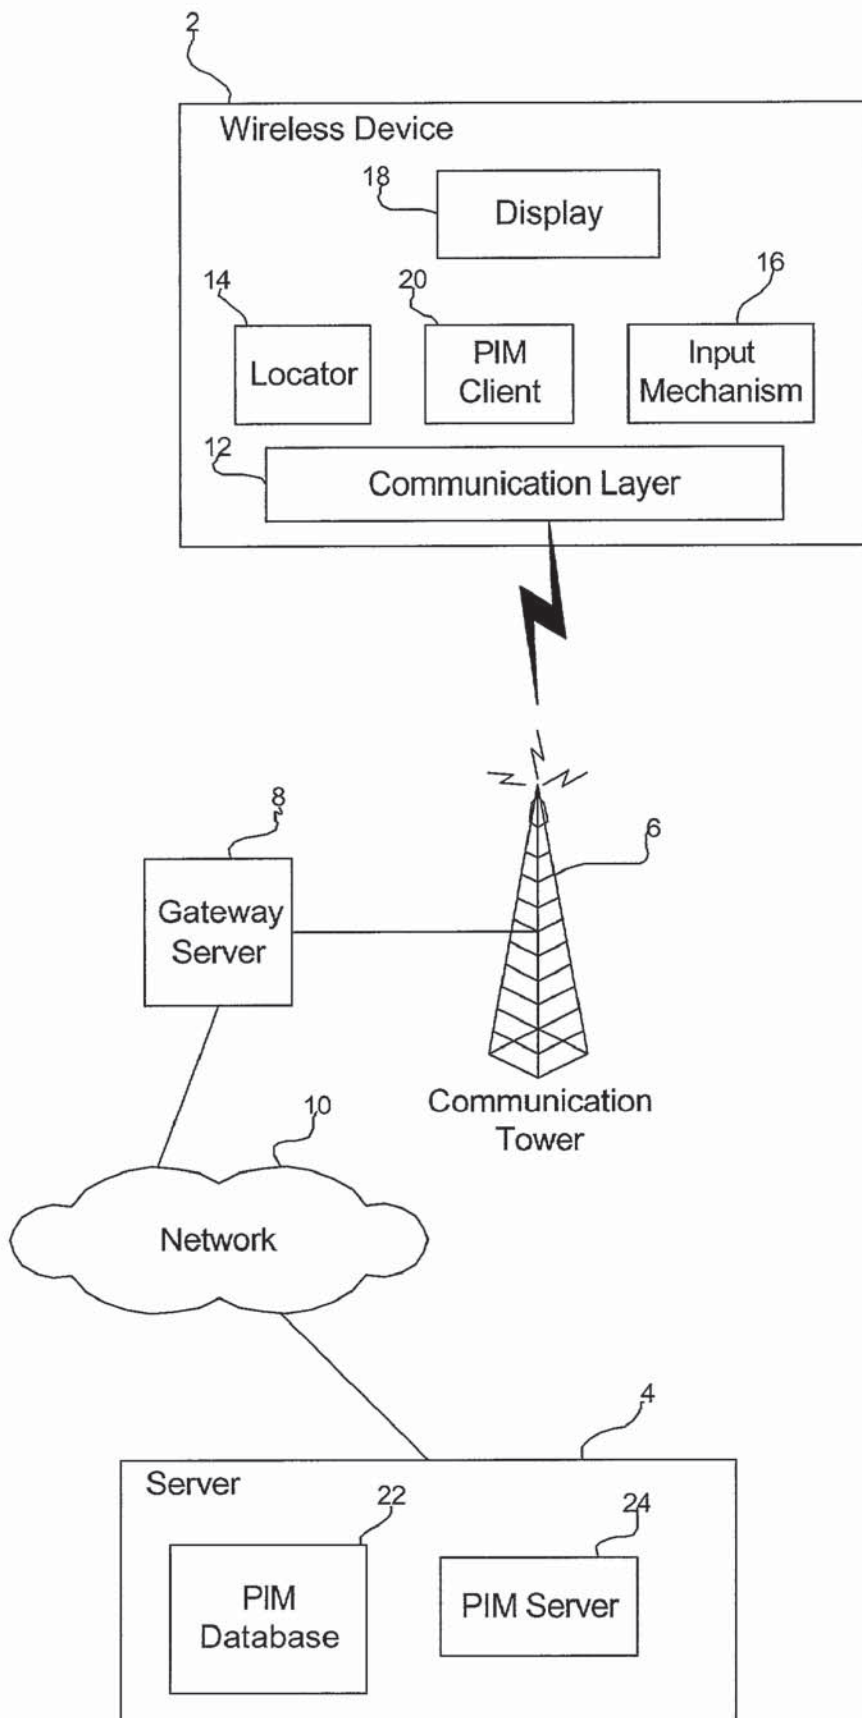 2
Wireless Device
18
Display
14
20
16
Locator
PIM
Client
Input
Mechanism
12
Communication Layer
8
6
Gateway
Server
Communication
Tower
10
Network
4
Server
22
24
PIM
Database
PIM Server